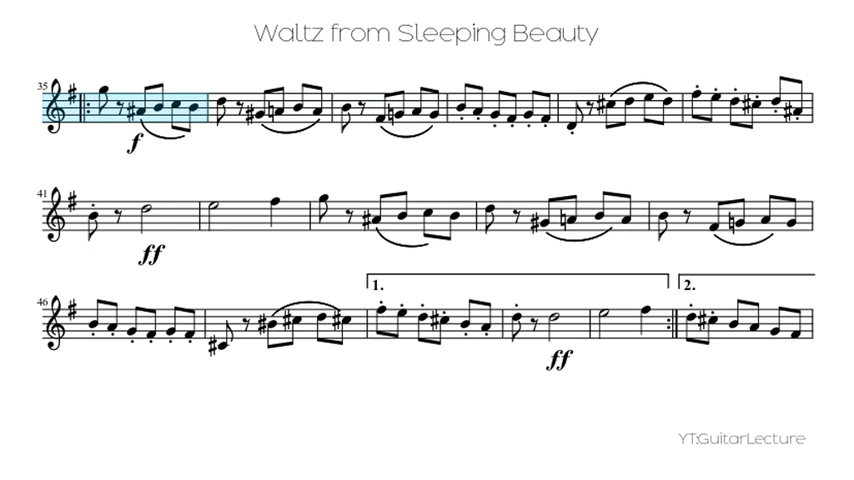 Waltz from Sleeping Beauty
35
f
41
ff
46
1.
2.
ff
YT:GuitarLecture